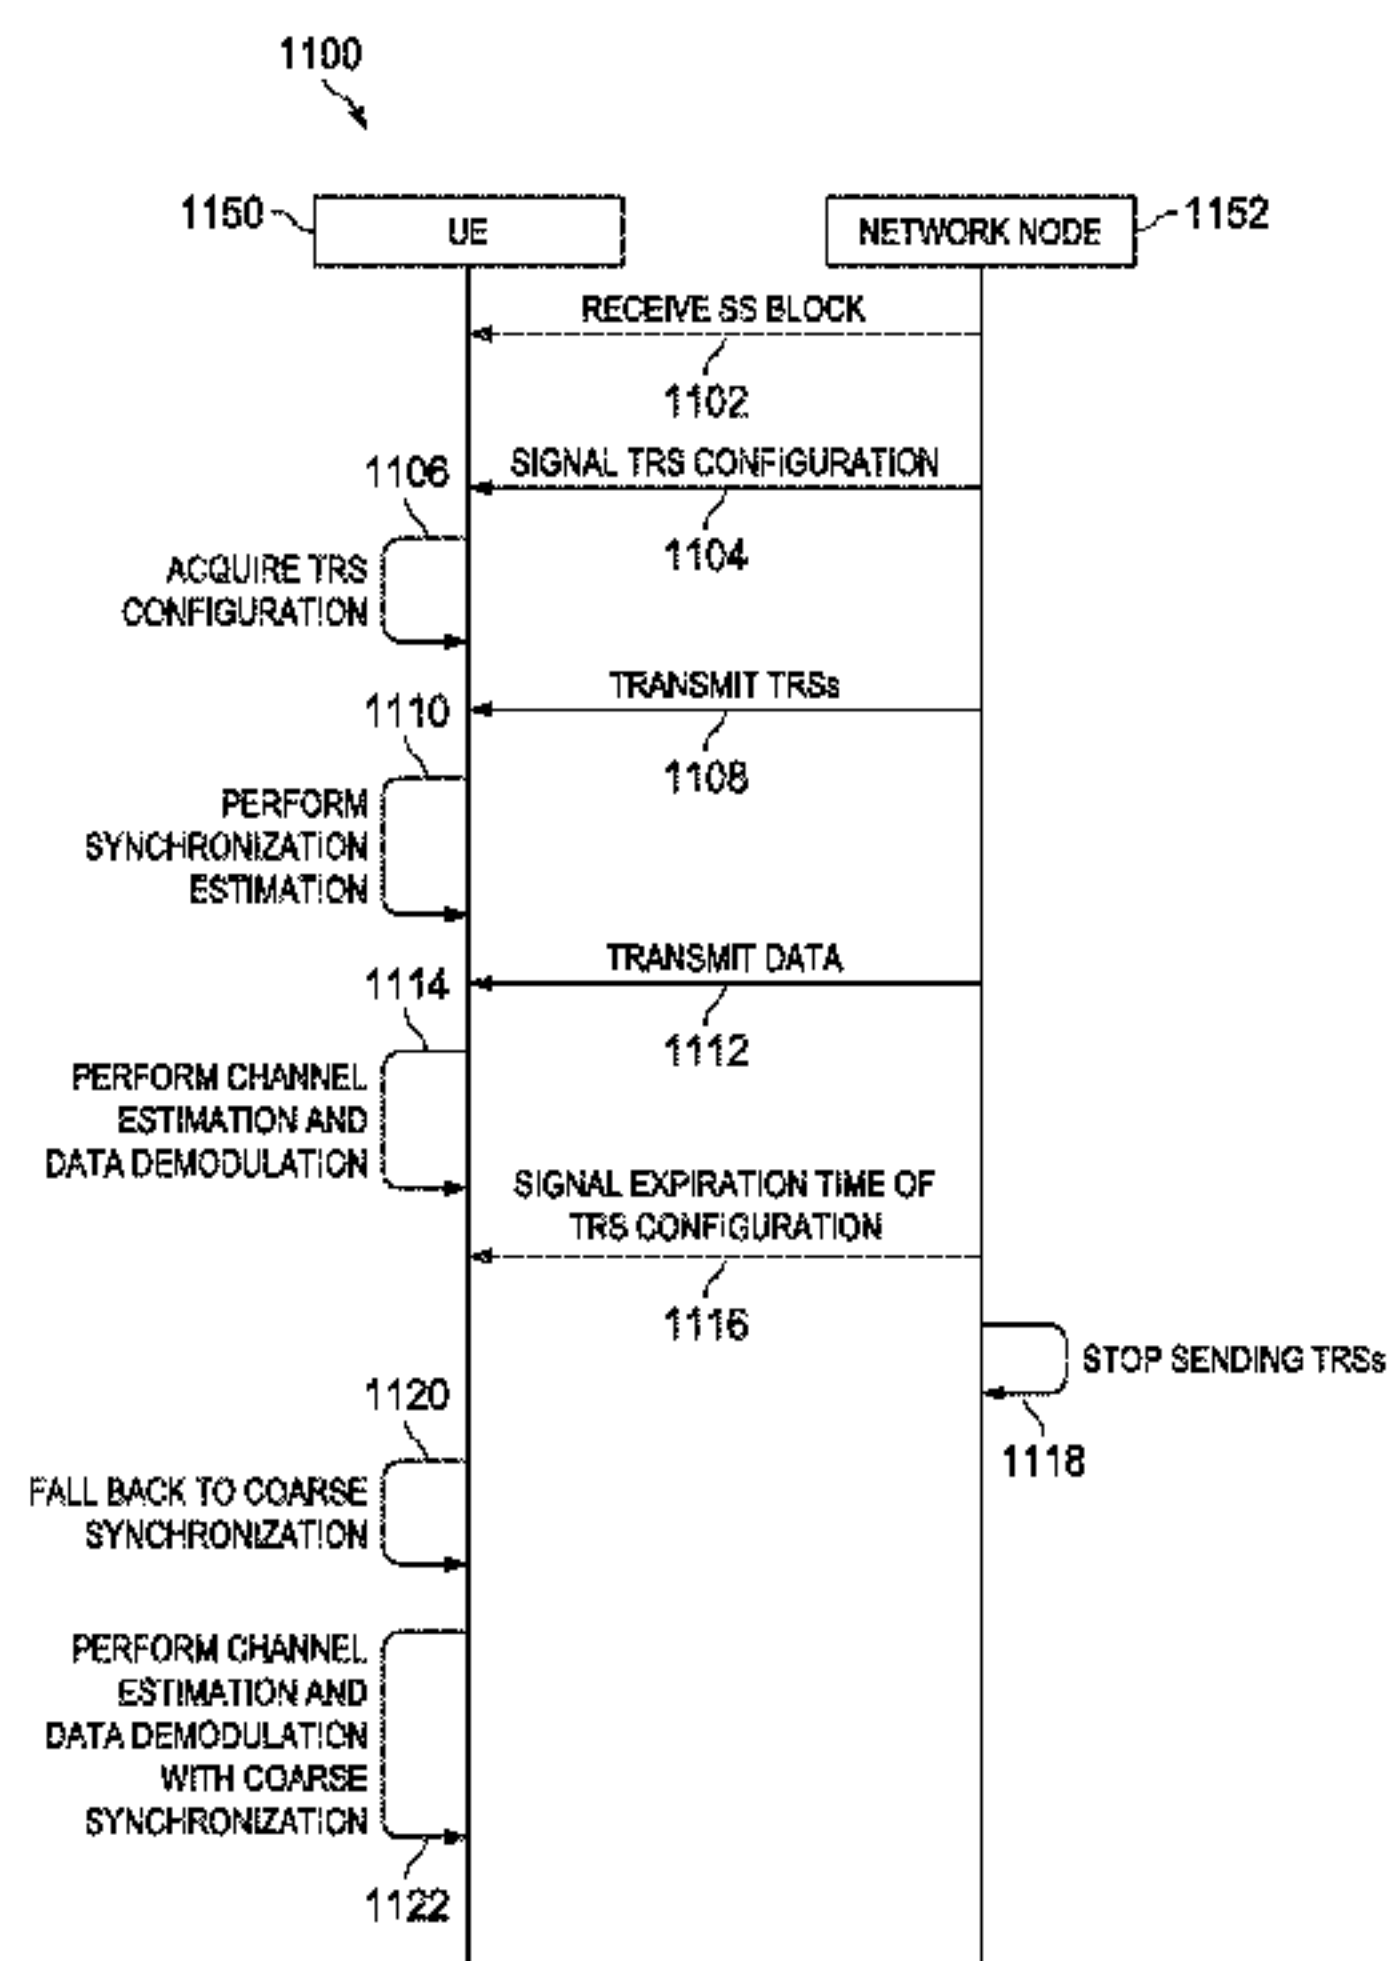 1100
1150
UE
NETWORK NODE
1152
RECEIVE SS BLOCK
1102
SIGNAL TRS CONFIGURATION
1104
1106
ACQUIRE TRS
CONFIGURATION
TRANSMIT TRSs
1108
1110
PERFORM
SYNCHRONIZATION
ESTIMATION
TRANSMIT DATA
1112
1114
PERFORM CHANNEL
ESTIMATION AND
DATA DEMODULATION
SIGNAL EXPIRATION TIME OF
TRS CONFIGURATION
1116
STOP SENDING TRSs
1118
1120
FALL BACK TO COARSE
SYNCHRONIZATION
PERFORM CHANNEL
ESTIMATION AND
DATA DEMODULATION
WITH COARSE
SYNCHRONIZATION
1122